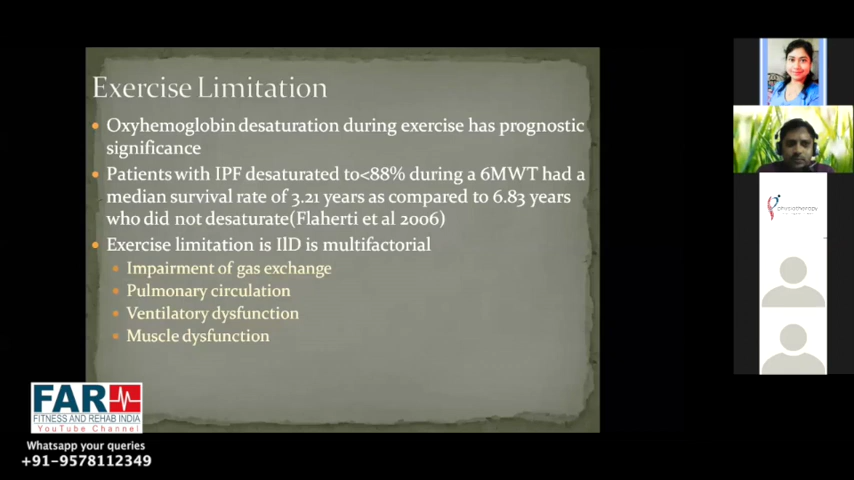 Exercise Limitation
Oxyhemoglobin desaturation during exercise has prognostic
significance
Patients with IPF desaturated to<88% during a 6MWT had a
median survival rate of 3.21 years as compared to 6.83 years
who did not desaturate(Flaherti et al 2006)
Exercise limitation is IlD is multifactorial
Impairment of gas exchange
Pulmonary circulation
Ventilatory dysfunction
Muscle dysfunction
FAR
FITNESS AND REHAB INDIA
YouTube Channel
Whatsapp your queries
+91-9578112349